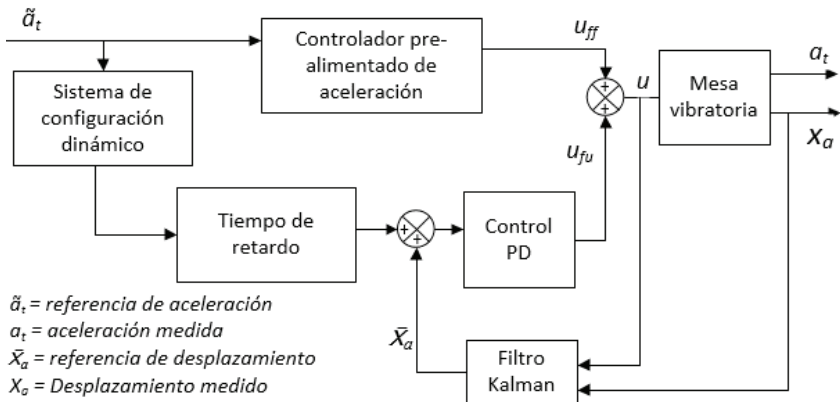 ã_t
Controlador pre-
alimentado de
aceleración
u_ff
Sistema de
configuración
dinámico
+
+
u
Mesa
vibratoria
a_t
X_a
u_fu
Tiempo de
retardo
+
+
Control
PD
X̄_a
Filtro
Kalman
ã_t = referencia de aceleración
a_t = aceleración medida
X̄_a = referencia de desplazamiento
X_a = Desplazamiento medido